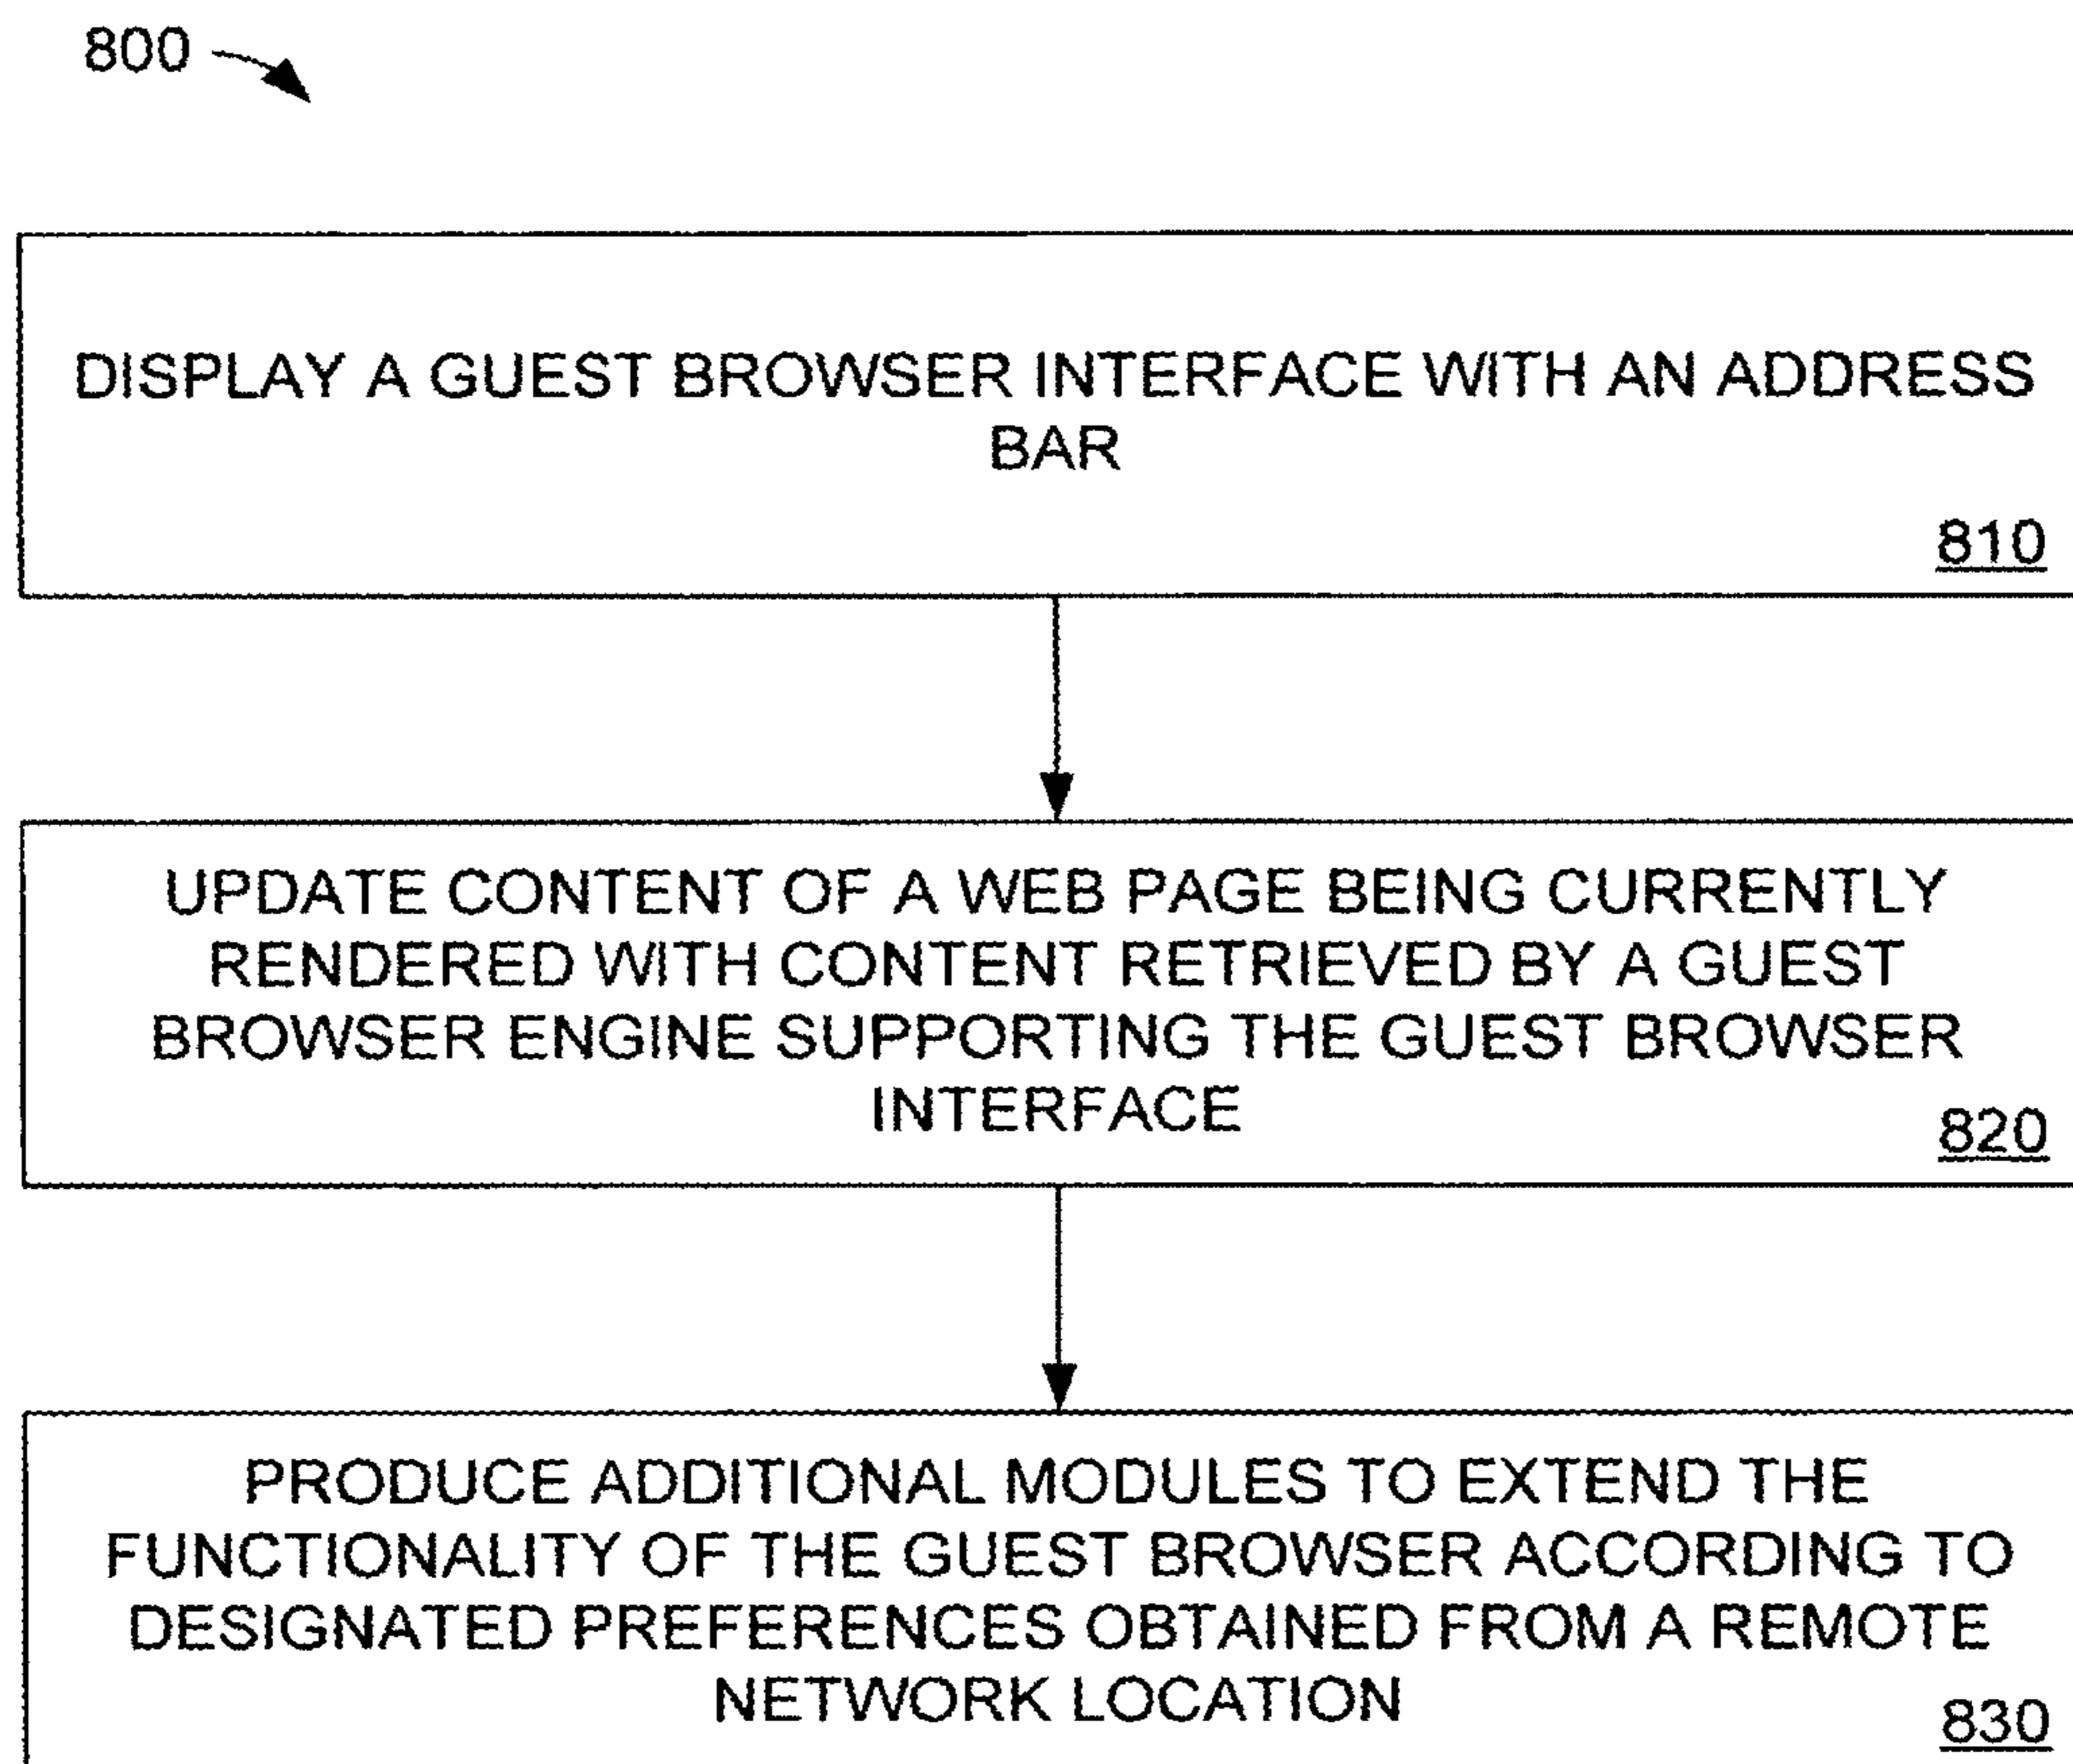 800
DISPLAY A GUEST BROWSER INTERFACE WITH AN ADDRESS
BAR
810
UPDATE CONTENT OF A WEB PAGE BEING CURRENTLY
RENDERED WITH CONTENT RETRIEVED BY A GUEST
BROWSER ENGINE SUPPORTING THE GUEST BROWSER
INTERFACE
820
PRODUCE ADDITIONAL MODULES TO EXTEND THE
FUNCTIONALITY OF THE GUEST BROWSER ACCORDING TO
DESIGNATED PREFERENCES OBTAINED FROM A REMOTE
NETWORK LOCATION
830